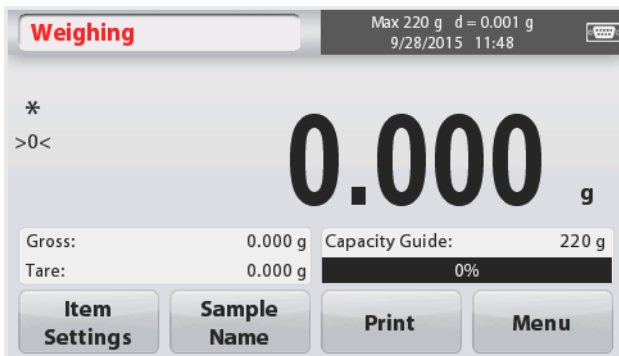 Weighing
Max 220 g d = 0.001 g
9/28/2015 11:48
*
>0<
0.000 g
Gross: 0.000 g
Tare: 0.000 g
Capacity Guide: 220 g
0%
Item
Settings
Sample
Name
Print
Menu